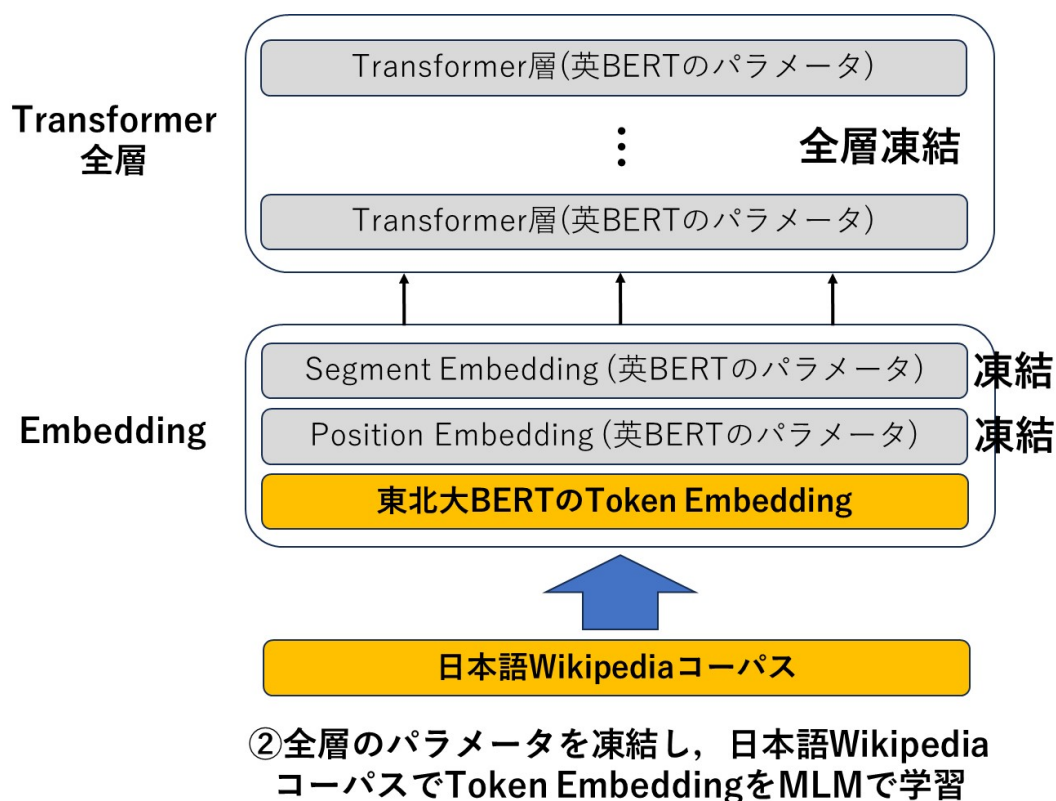 Transformer層(英BERTのパラメータ)
Transformer
全層
⋮
全層凍結
Transformer層(英BERTのパラメータ)
Segment Embedding (英BERTのパラメータ)
凍結
Embedding
Position Embedding (英BERTのパラメータ)
凍結
東北大BERTのToken Embedding
日本語Wikipediaコーパス
②全層のパラメータを凍結し，日本語Wikipedia
コーパスでToken EmbeddingをMLMで学習